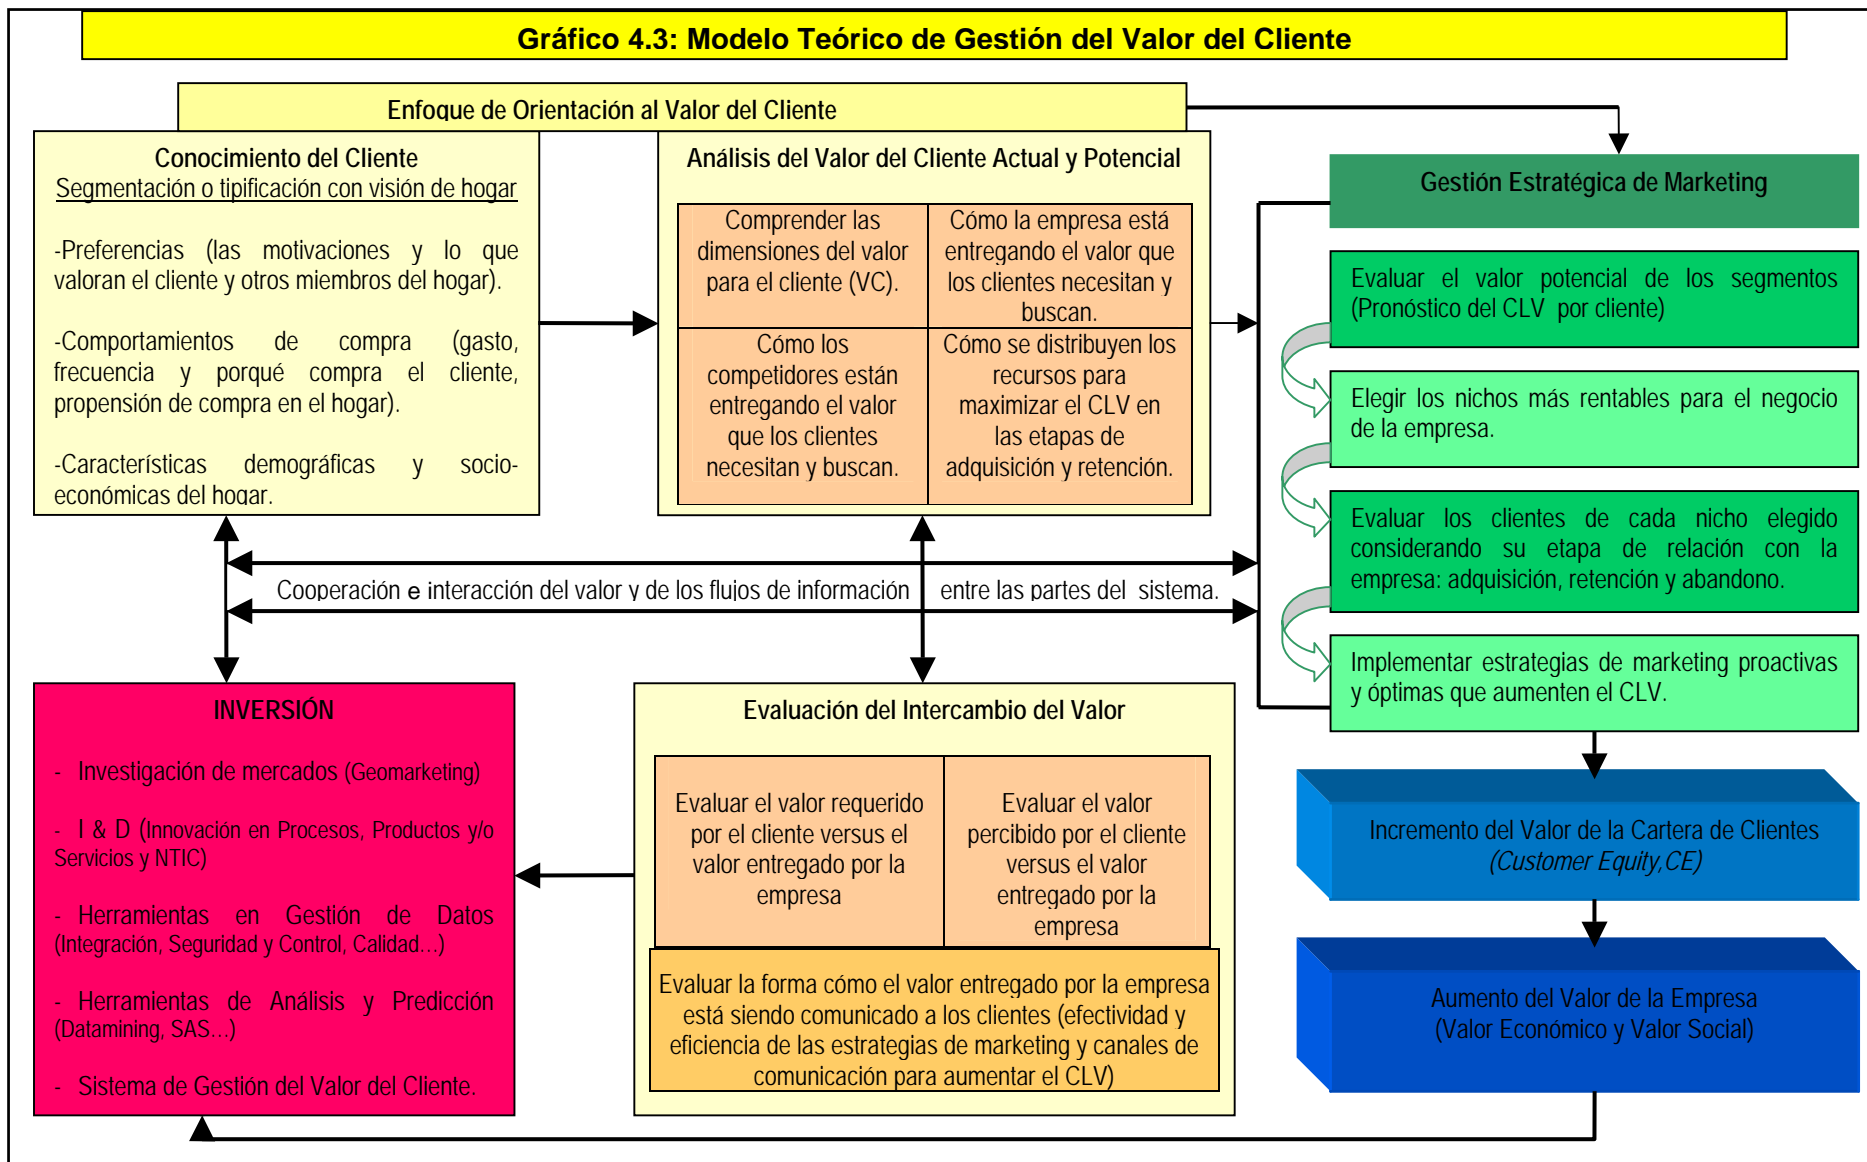 Gráfico 4.3: Modelo Teórico de Gestión del Valor del Cliente
Enfoque de Orientación al Valor del Cliente
Conocimiento del Cliente
Segmentación o tipificación con visión de hogar
-Preferencias (las motivaciones y lo que
valoran el cliente y otros miembros del hogar).
-Comportamientos de compra (gasto,
frecuencia y porqué compra el cliente,
propensión de compra en el hogar).
-Características demográficas y socio-
económicas del hogar.
Análisis del Valor del Cliente Actual y Potencial
Comprender las
dimensiones del valor
para el cliente (VC).
Cómo la empresa está
entregando el valor que
los clientes necesitan y
buscan.
Cómo los
competidores están
entregando el valor
que los clientes
necesitan y buscan.
Cómo se distribuyen los
recursos para
maximizar el CLV en
las etapas de
adquisición y retención.
Gestión Estratégica de Marketing
Evaluar el valor potencial de los segmentos
(Pronóstico del CLV por cliente)
Elegir los nichos más rentables para el negocio
de la empresa.
Evaluar los clientes de cada nicho elegido
considerando su etapa de relación con la
empresa: adquisición, retención y abandono.
Implementar estrategias de marketing proactivas
y óptimas que aumenten el CLV.
Cooperación e interacción del valor y de los flujos de información entre las partes del sistema.
INVERSIÓN
- Investigación de mercados (Geomarketing)
- I & D (Innovación en Procesos, Productos y/o
Servicios y NTIC)
- Herramientas en Gestión de Datos
(Integración, Seguridad y Control, Calidad...)
- Herramientas de Análisis y Predicción
(Datamining, SAS...)
- Sistema de Gestión del Valor del Cliente.
Evaluación del Intercambio del Valor
Evaluar el valor requerido
por el cliente versus el
valor entregado por la
empresa
Evaluar el valor
percibido por el cliente
versus el valor
entregado por la
empresa
Evaluar la forma cómo el valor entregado por la empresa
está siendo comunicado a los clientes (efectividad y
eficiencia de las estrategias de marketing y canales de
comunicación para aumentar el CLV)
Incremento del Valor de la Cartera de Clientes
(Customer Equity,CE)
Aumento del Valor de la Empresa
(Valor Económico y Valor Social)